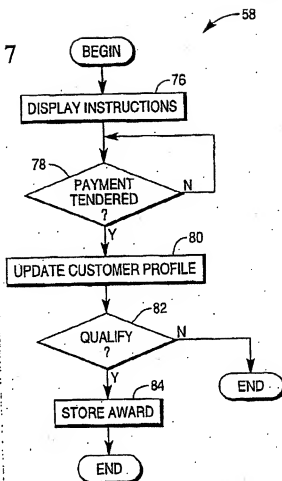 58
7
BEGIN
76
DISPLAY INSTRUCTIONS
78
PAYMENT
TENDERED
?
N
Y
80
UPDATE CUSTOMER PROFILE
82
QUALIFY
?
N
Y
84
END
STORE AWARD
END